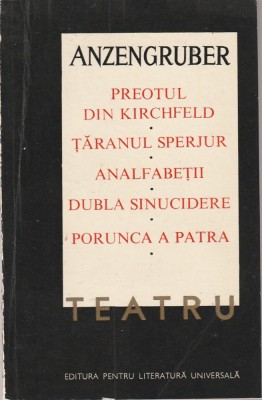 ANZENGRUBER
PREOTUL
DIN KIRCHFELD
•
ȚĂRANUL SPERJUR
•
ANALFABEȚII
•
DUBLA SINUCIDERE
•
PORUNCA A PATRA
•
TEATRU
EDITURA PENTRU LITERATURĂ UNIVERSALĂ